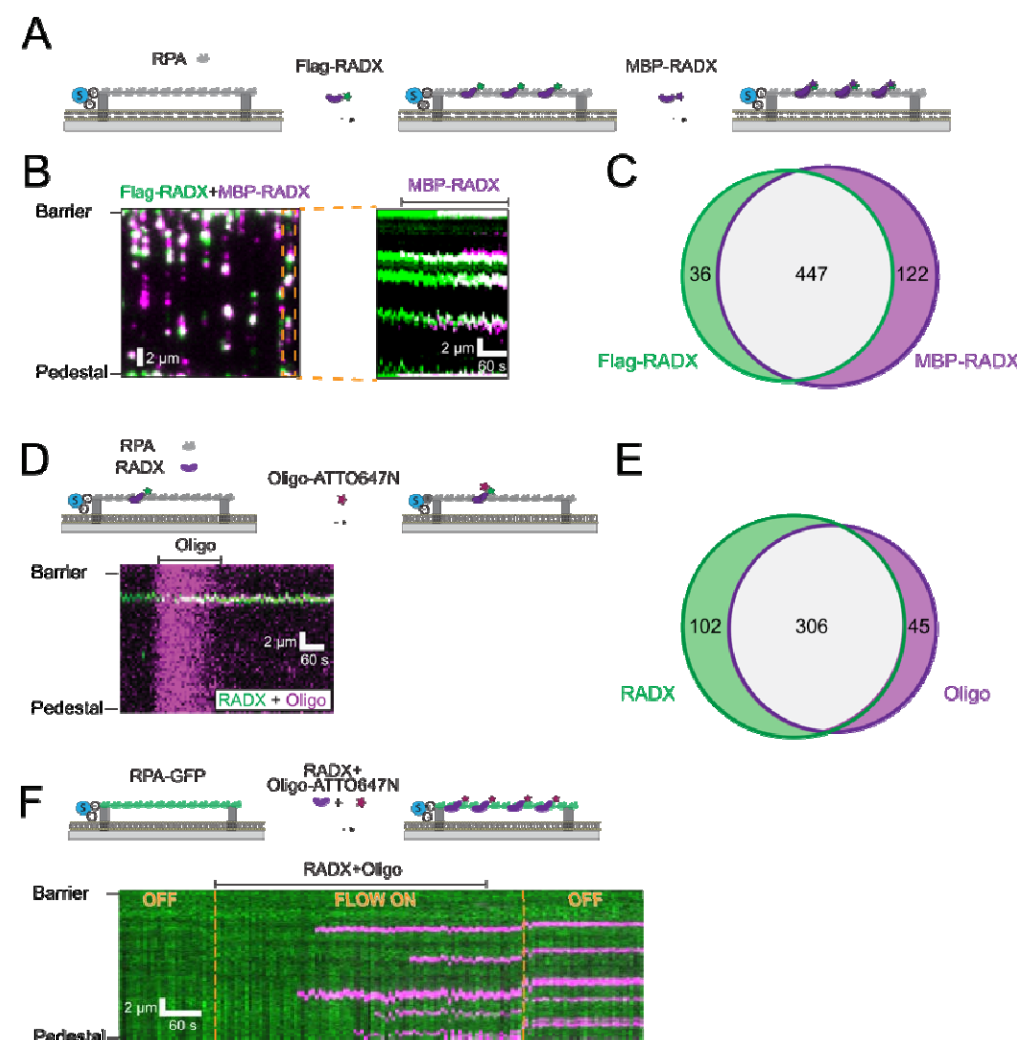 A
RPA
Flag-RADX
MBP-RADX
S
S
S
B
Flag-RADX+MBP-RADX
MBP-RADX
Barrier
Pedestal
2 µm
2 µm
60 s
C
36
447
122
Flag-RADX
MBP-RADX
D
RPA
RADX
Oligo-ATTO647N
S
S
Oligo
Barrier
Pedestal
2 µm
60 s
RADX + Oligo
E
102
306
45
RADX
Oligo
F
RPA-GFP
RADX+
Oligo-ATTO647N
+
S
S
RADX+Oligo
Barrier
OFF
FLOW ON
OFF
2 µm
60 s
Pedestal